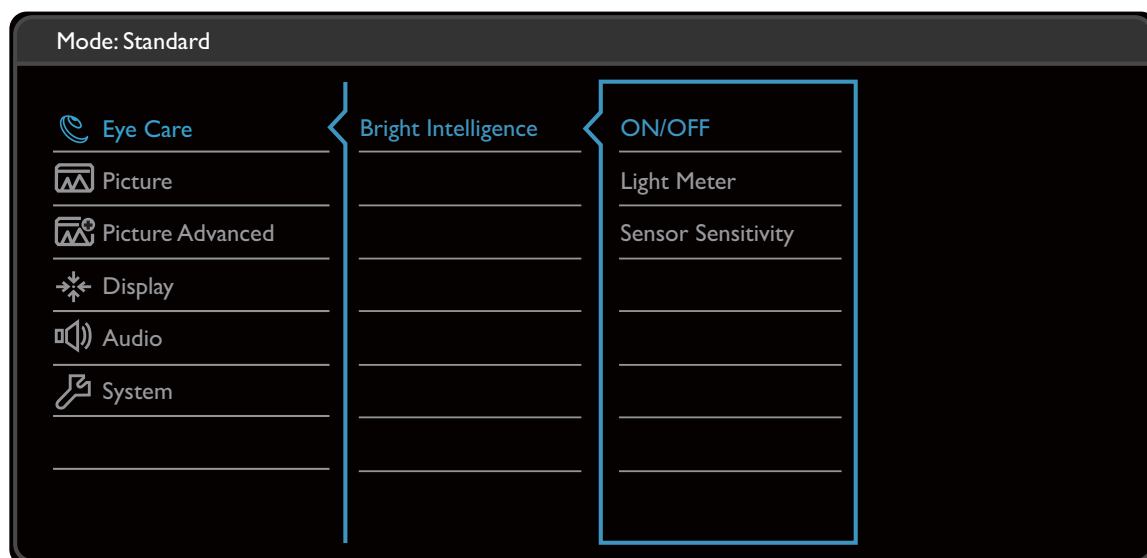 Mode: Standard
Eye Care
Bright Intelligence
ON/OFF
Picture
Light Meter
Picture Advanced
Sensor Sensitivity
Display
Audio
System